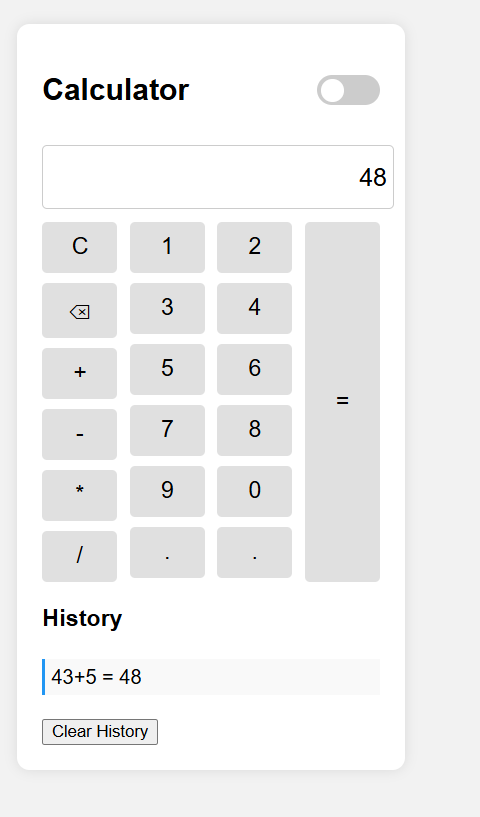 Calculator
48
C 1 2
⌫ 3 4
+ 5 6
- 7 8
* 9 0
/ . .
=
History
43+5 = 48
Clear History